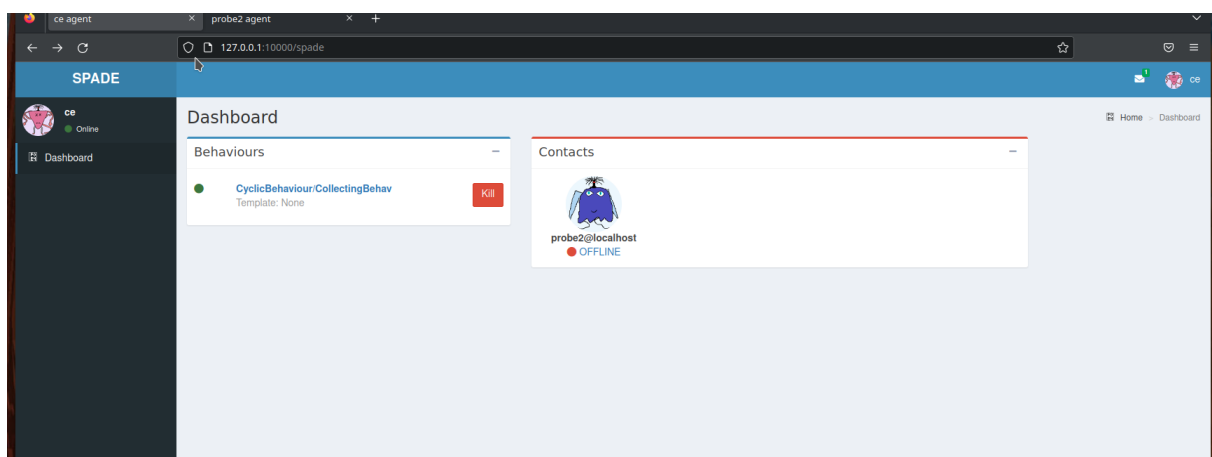 ce agent × probe2 agent × +
127.0.0.1:10000/spade
SPADE 1 ce
ce
Online
Dashboard
Dashboard
Home > Dashboard
Behaviours −
CyclicBehaviour/CollectingBehav
Template: None
Kill
Contacts −
probe2@localhost
OFFLINE